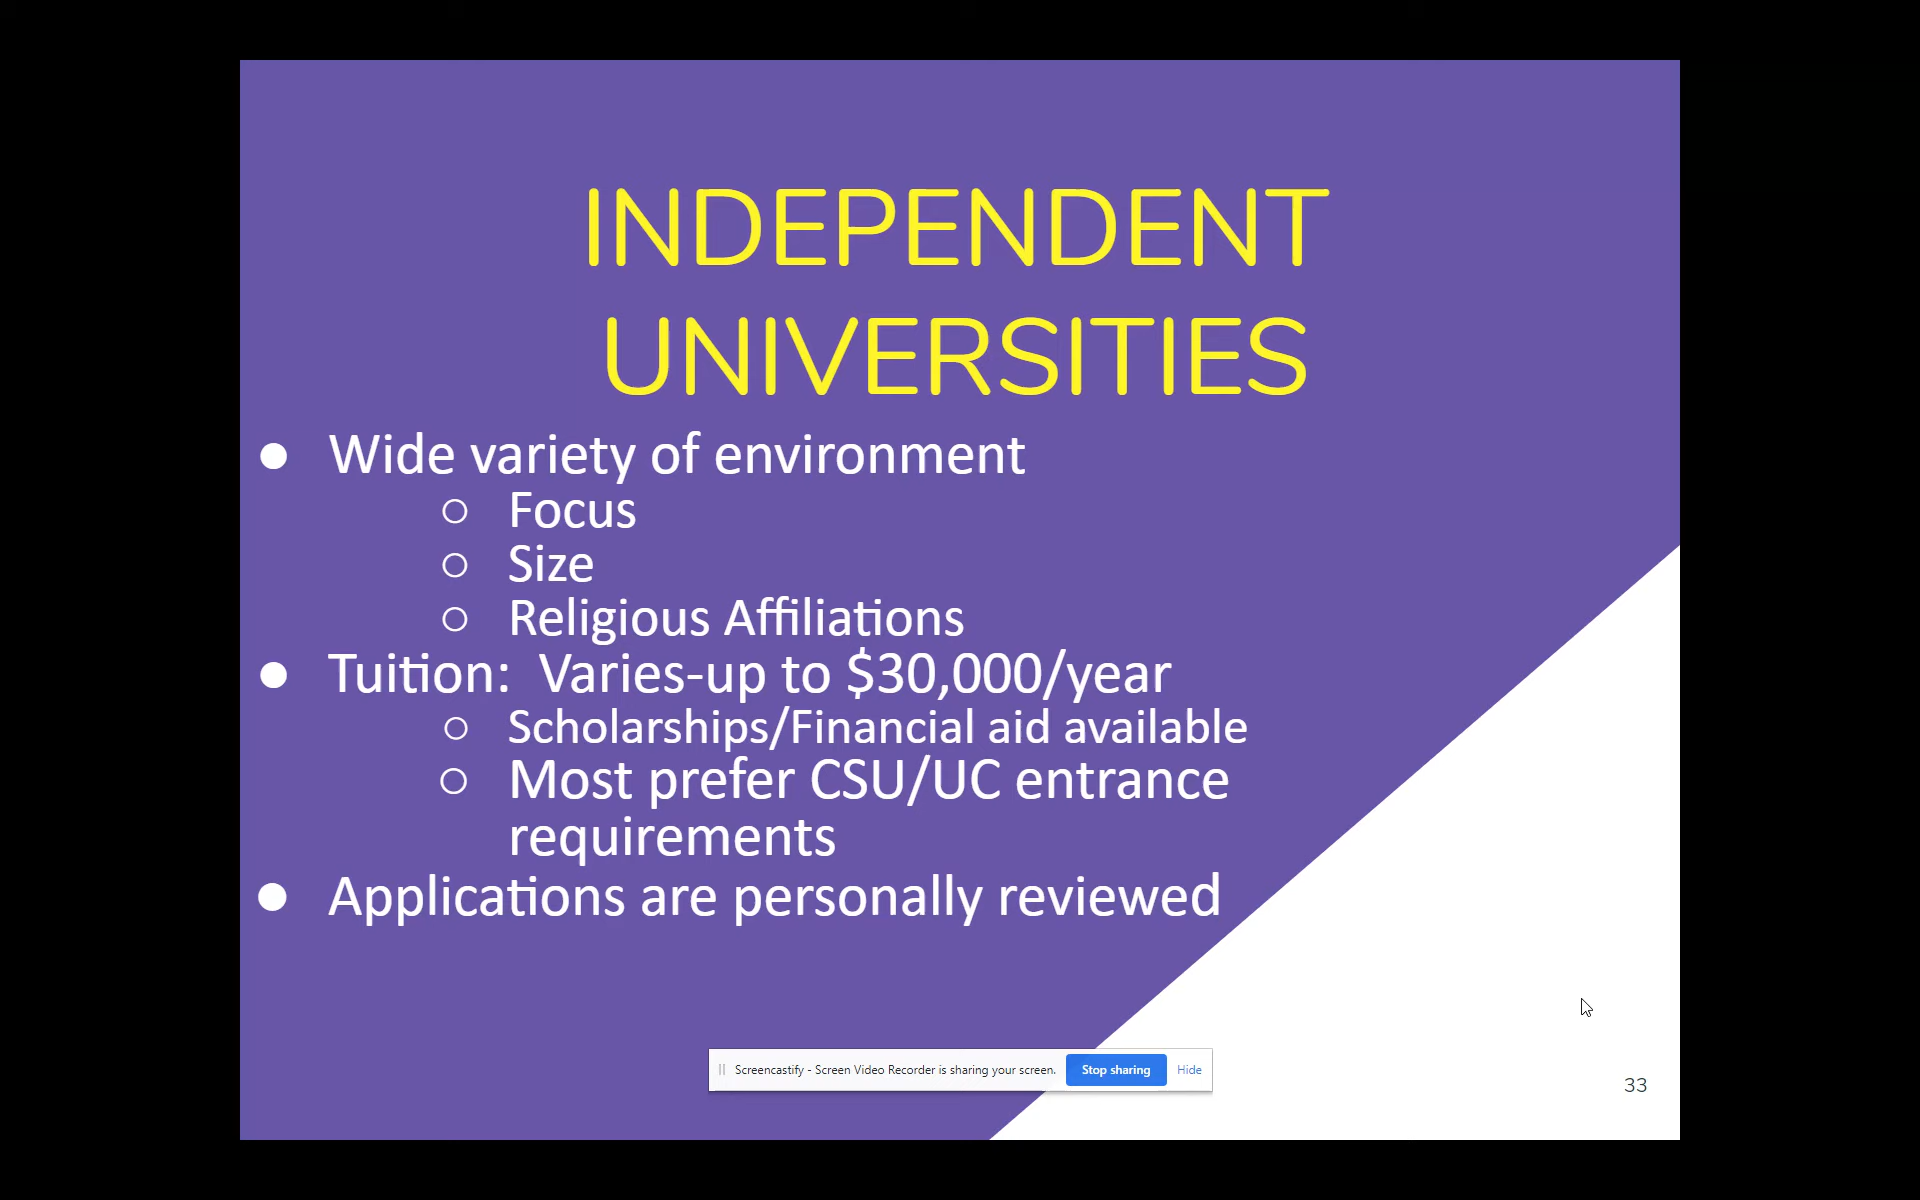 INDEPENDENT
UNIVERSITIES
● Wide variety of environment
○ Focus
○ Size
○ Religious Affiliations
● Tuition:  Varies-up to $30,000/year
○ Scholarships/Financial aid available
○ Most prefer CSU/UC entrance
requirements
● Applications are personally reviewed
Screencastify - Screen Video Recorder is sharing your screen. Stop sharing Hide
33